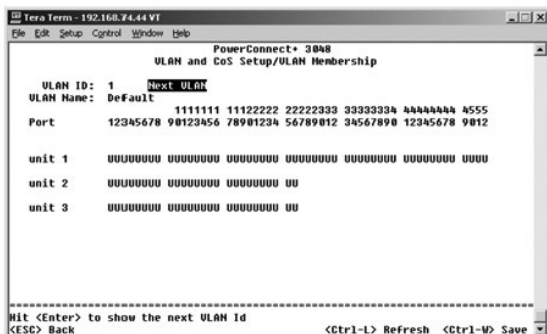 Tera Term - 192.168.74.44 VT
File Edit Setup Control Window Help
PowerConnect+ 3048
VLAN and CoS Setup/VLAN Membership
VLAN ID: 1 Next VLAN
VLAN Name: Default
1111111 11122222 22222333 33333334 44444444 4555
Port 12345678 90123456 78901234 56789012 34567890 12345678 9012
unit 1 UUUUUUUU UUUUUUUU UUUUUUUU UUUUUUUU UUUUUUUU UUUUUUUU UUUU
unit 2 UUUUUUUU UUUUUUUU UUUUUUUU UU
unit 3 UUUUUUUU UUUUUUUU UUUUUUUU UU
Hit <Enter> to show the next VLAN Id
<ESC> Back <Ctrl-L> Refresh <Ctrl-W> Save